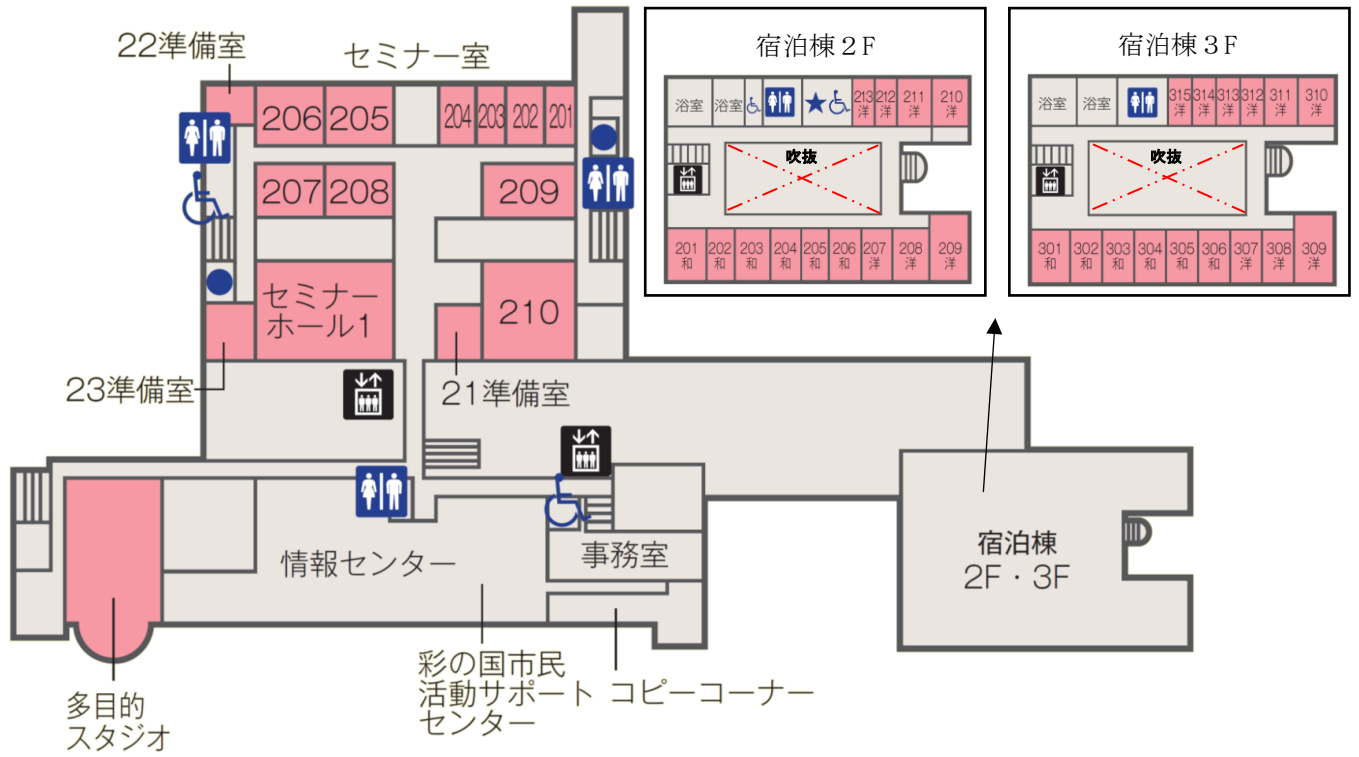 22準備室
セミナー室
206
205
204
203
202
201
207
208
209
セミナー
ホール1
210
23準備室
21準備室
情報センター
事務室
多目的
スタジオ
彩の国市民
活動サポート
センター
コピーコーナー
宿泊棟
2F・3F
宿泊棟2F
浴室
浴室
★
213
洋
212
洋
211
洋
210
洋
吹抜
201
和
202
和
203
和
204
和
205
和
206
和
207
洋
208
洋
209
洋
宿泊棟3F
浴室
浴室
315
洋
314
洋
313
洋
312
洋
311
洋
310
洋
吹抜
301
和
302
和
303
和
304
和
305
和
306
和
307
洋
308
洋
309
洋